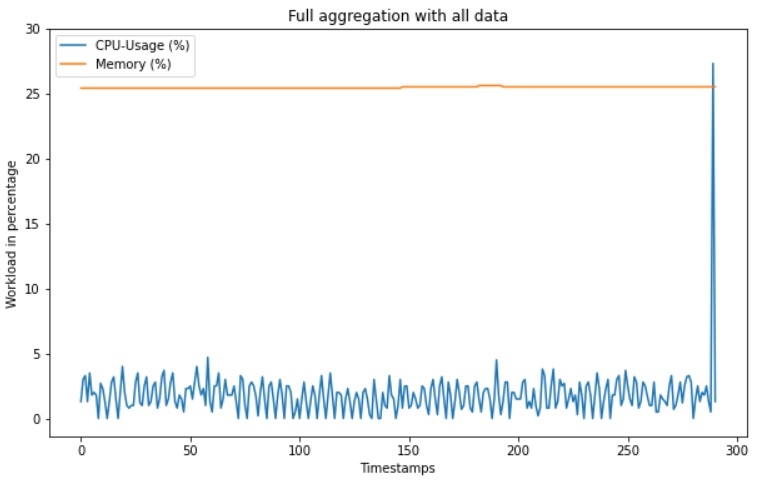 Full aggregation with all data
CPU-Usage (%)
Memory (%)
Workload in percentage
30
25
20
15
10
5
0
0 50 100 150 200 250 300
Timestamps